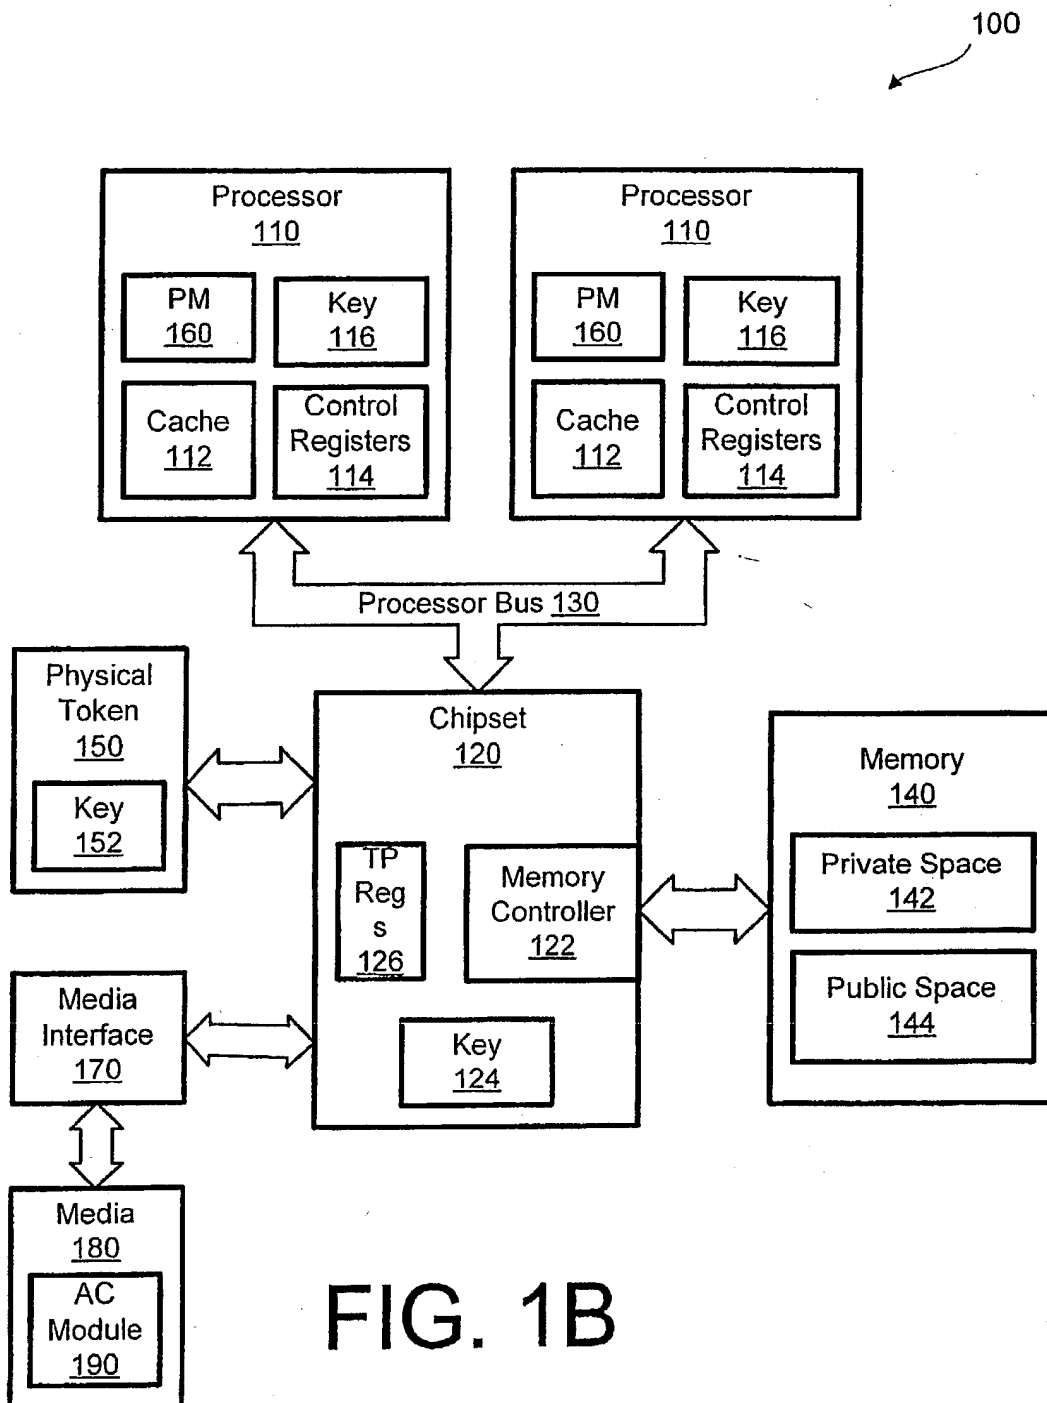 100
Processor
110
PM
160
Key
116
Cache
112
Control
Registers
114
Processor
110
PM
160
Key
116
Cache
112
Control
Registers
114
Processor Bus 130
Physical
Token
150
Key
152
Chipset
120
TP
Reg
s
126
Memory
Controller
122
Key
124
Memory
140
Private Space
142
Public Space
144
Media
Interface
170
Media
180
AC
Module
190
FIG. 1B